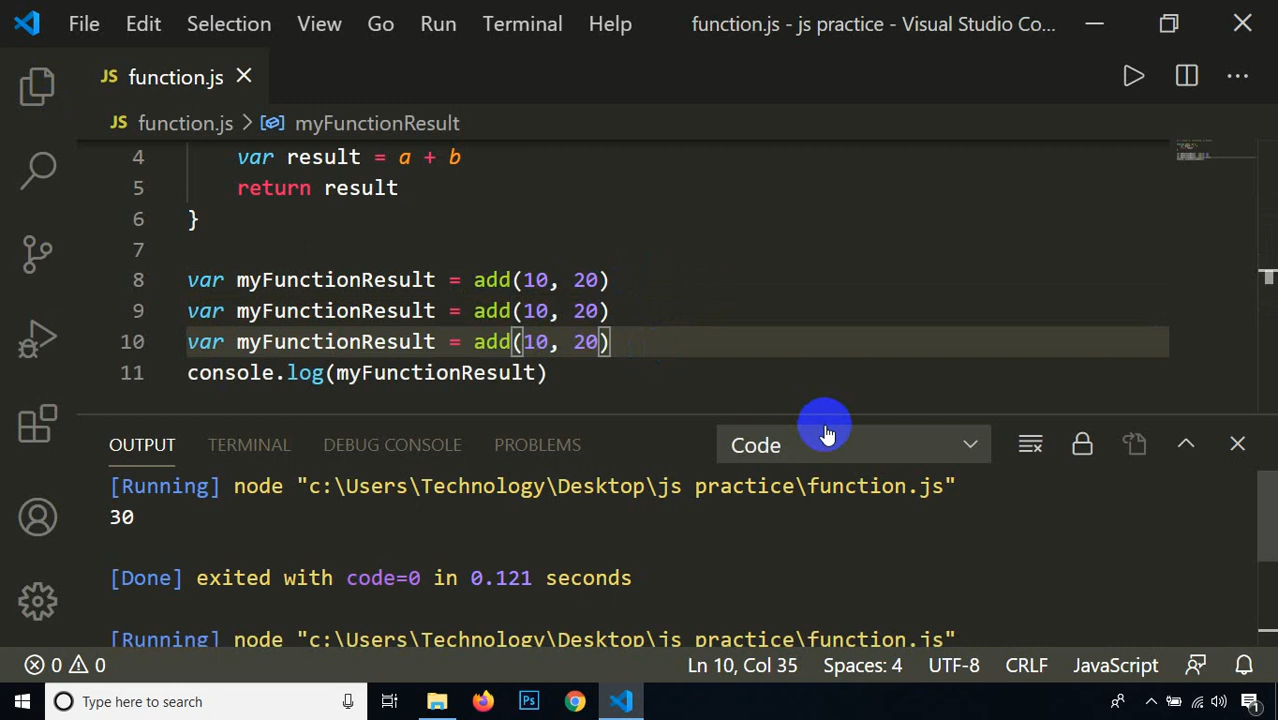 File Edit Selection View Go Run Terminal Help function.js - js practice - Visual Studio Co...
JS function.js
JS function.js > myFunctionResult
4 var result = a + b
5 return result
6 }
7
8 var myFunctionResult = add(10, 20)
9 var myFunctionResult = add(10, 20)
10 var myFunctionResult = add(10, 20)
11 console.log(myFunctionResult)
OUTPUT TERMINAL DEBUG CONSOLE PROBLEMS Code
[Running] node "c:\Users\Technology\Desktop\js practice\function.js"
30
[Done] exited with code=0 in 0.121 seconds
[Running] node "c:\Users\Technology\Desktop\js practice\function.js"
0 0 Ln 10, Col 35 Spaces: 4 UTF-8 CRLF JavaScript
Type here to search Ps 1